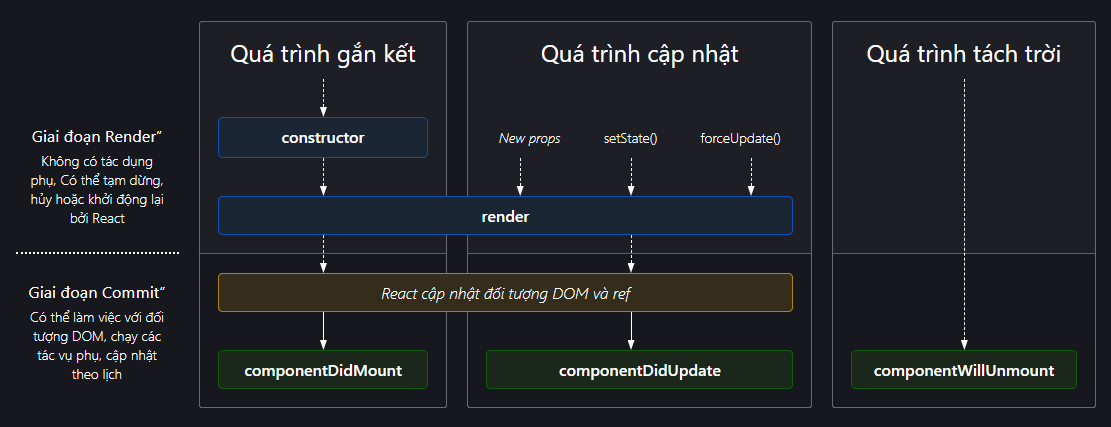 Quá trình gắn kết
Quá trình cập nhật
Quá trình tách trời
Giai đoạn Render”
Không có tác dụng
phụ, Có thể tạm dừng,
hủy hoặc khởi động lại
bởi React
constructor
New props
setState()
forceUpdate()
render
Giai đoạn Commit“
Có thể làm việc với đối
tượng DOM, chạy các
tác vụ phụ, cập nhật
theo lịch
React cập nhật đối tượng DOM và ref
componentDidMount
componentDidUpdate
componentWillUnmount